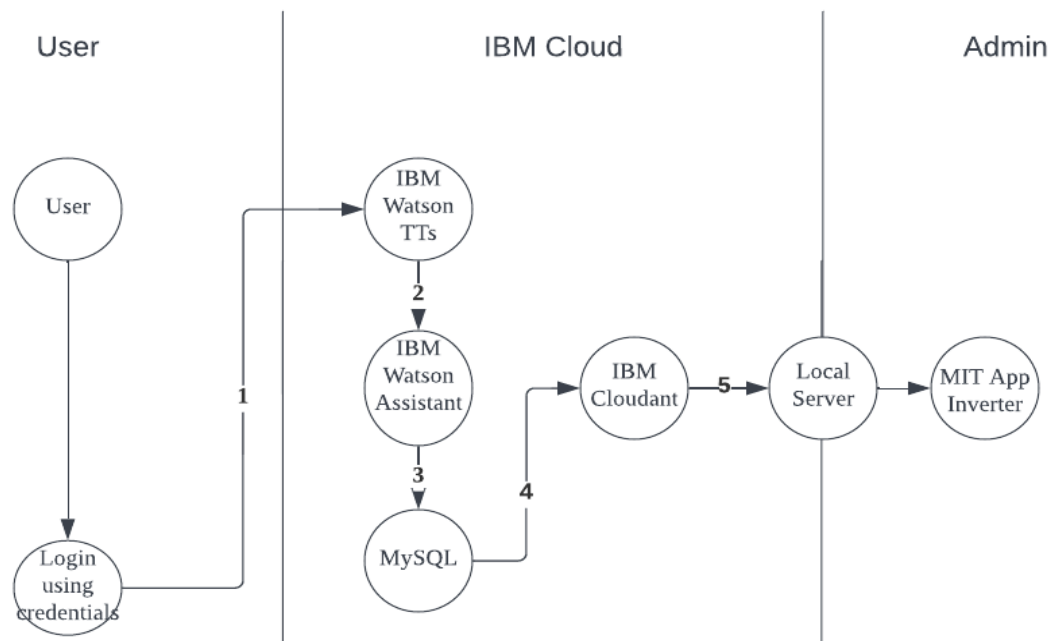 User
IBM Cloud
Admin
User
IBM
Watson
TTs
2
IBM
Watson
Assistant
1
3
MySQL
4
IBM
Cloudant
5
Local
Server
MIT App
Inverter
Login
using
credentials